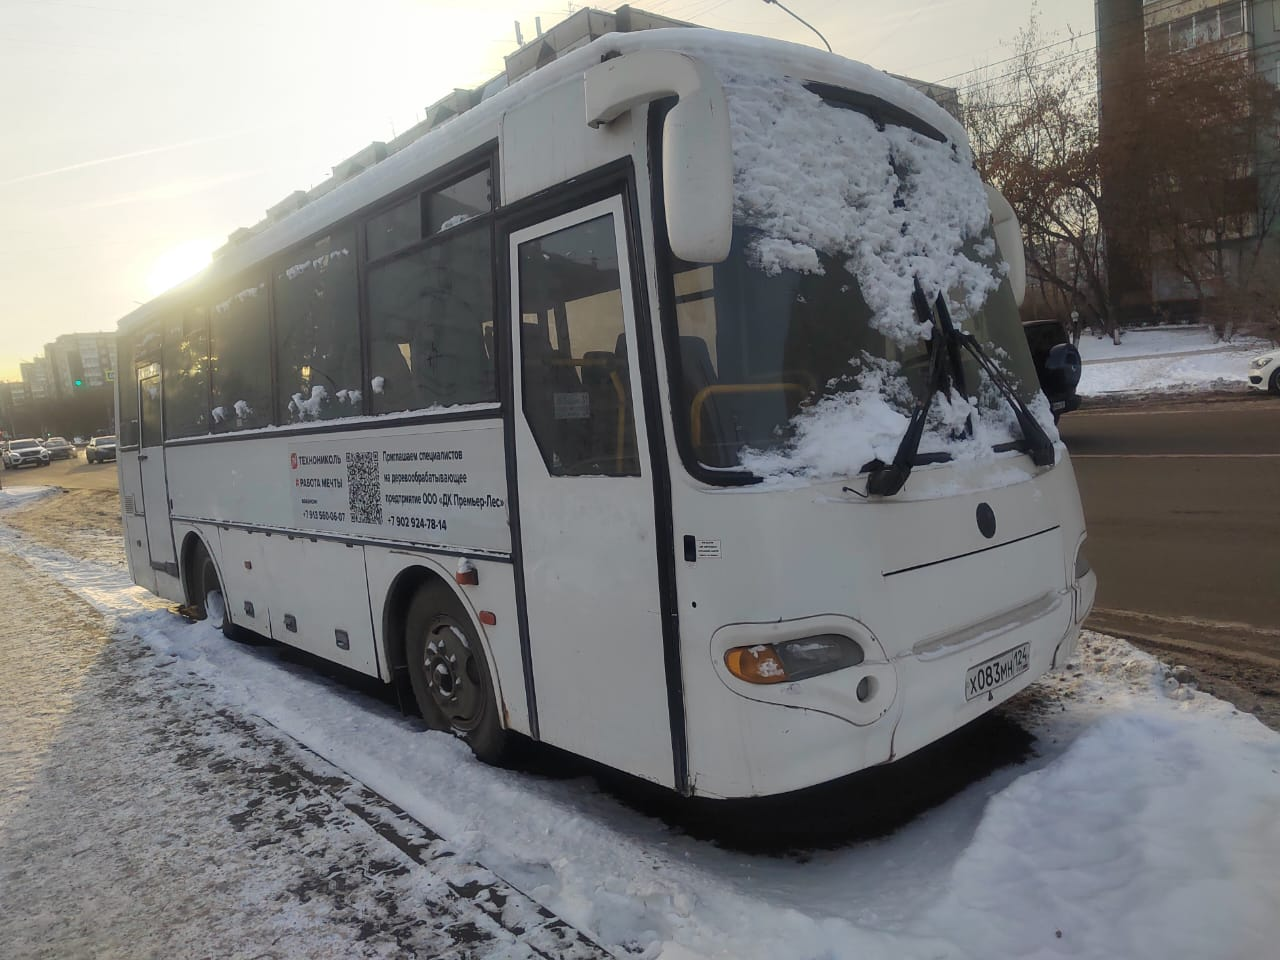 ТЕХНОНИКОЛЬ
# РАБОТА МЕЧТЫ
+7 913 560-06-07
Приглашаем специалистов
на деревообрабатывающее
предприятие ООО «ДК Премьер-Лес»
+7 902 924-78-14
Х083МН 124